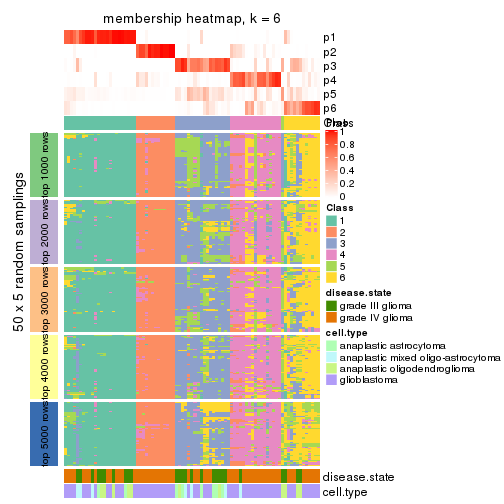 membership heatmap, k = 6
p1
p2
p3
p4
p5
p6
Class
Prob
1
0.8
0.6
0.4
0.2
0
Class
1
2
3
4
5
6
disease.state
grade III glioma
grade IV glioma
cell.type
anaplastic astrocytoma
anaplastic mixed oligo-astrocytoma
anaplastic oligodendroglioma
glioblastoma
50 x 5 random samplings
top 1000 rows
top 2000 rows
top 3000 rows
top 4000 rows
top 5000 rows
disease.state
cell.type